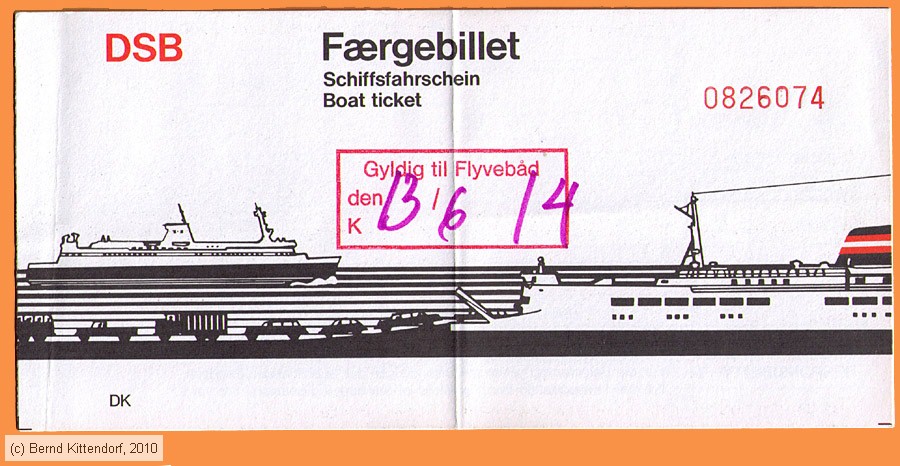 DSB
Færgebillet
Schiffsfahrschein
Boat ticket
0826074
Gyldig til Flyvebåd
den 13/6 14
K
DK
(c) Bernd Kittendorf, 2010